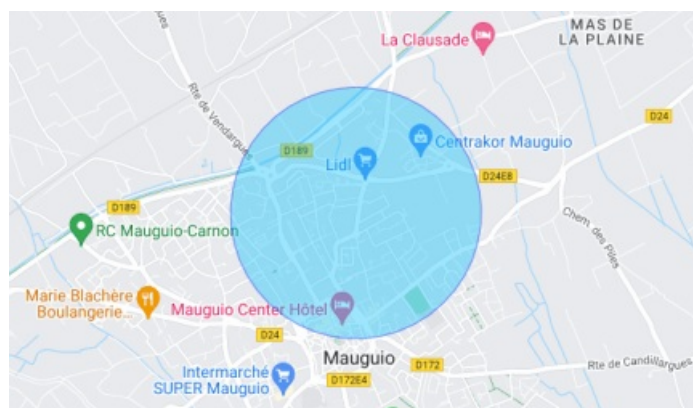 MAS DE
LA PLAINE
La Clausade
Rte de Vendargues
D24
D189
Centrakor Mauguio
Lidl
D24E8
D189
RC Mauguio-Carnon
Chem. des Piles
Marie Blachère
Boulangerie...
Mauguio Center Hôtel
D24
Mauguio
D172
Rte de Candillargues
Intermarché
SUPER Mauguio
D172E4